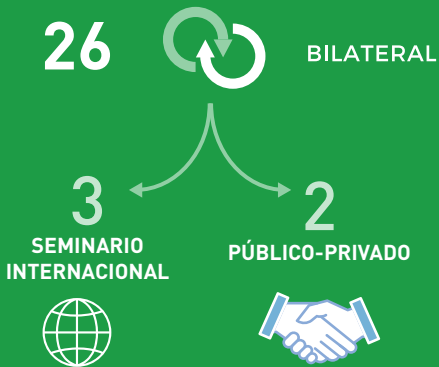 26 BILATERAL
3
SEMINARIO
INTERNACIONAL
2
PÚBLICO-PRIVADO